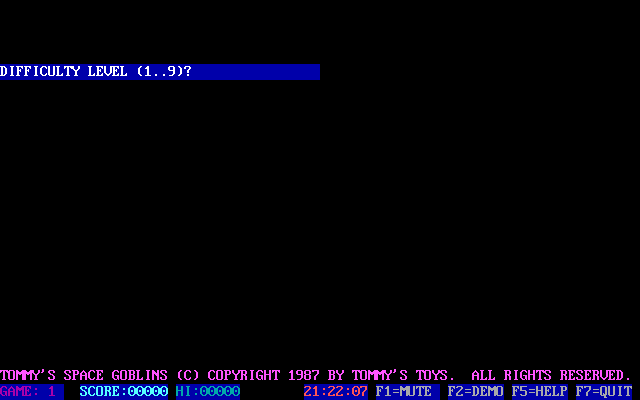 DIFFICULTY LEVEL (1..9)?
TOMMY'S SPACE GOBLINS (C) COPYRIGHT 1987 BY TOMMY'S TOYS.  ALL RIGHTS RESERVED.
GAME: 1  SCORE:00000 HI:00000  21:22:07 F1=MUTE  F2=DEMO F5=HELP F7=QUIT